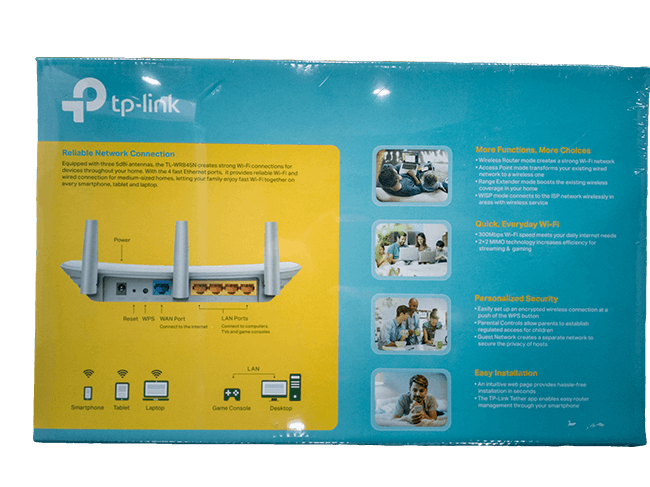 tp-link
Reliable Network Connection
Equipped with three 5dBi antennas, the TL-WR845N creates strong Wi-Fi connections for
devices throughout your home. With the 4 fast Ethernet ports, it provides reliable Wi-Fi and
wired connection for medium-sized homes, letting your family enjoy fast Wi-Fi together on
every smartphone, tablet and laptop.
Power
Reset WPS WAN Port
Connect to the internet
LAN Ports
Connect to computers,
TVs and game consoles
Smartphone
Tablet
Laptop
LAN
Game Console
Desktop
More Functions, More Choices
• Wireless Router mode creates a strong Wi-Fi network
• Access Point mode transforms your existing wired
network to a wireless one
• Range Extender mode boosts the existing wireless
coverage in your home
• WISP mode connects to the ISP network wirelessly in
areas with wireless service
Quick, Everyday Wi-Fi
• 300Mbps Wi-Fi speed meets your daily internet needs
• 2×2 MIMO technology increases efficiency for
streaming & gaming
Personalized Security
• Easily set up an encrypted wireless connection at a
push of the WPS button
• Parental Controls allow parents to establish
regulated access for children
• Guest Network creates a separate network to
secure the privacy of hosts
Easy Installation
• An intuitive web page provides hassle-free
installation in seconds
• The TP-Link Tether app enables easy router
management through your smartphone